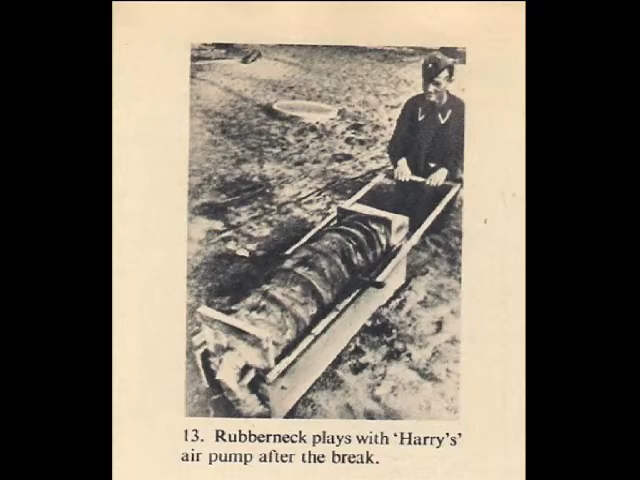 13. Rubberneck plays with ‘Harry's’
air pump after the break.